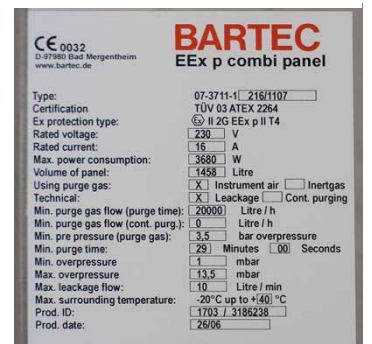 CE 0032
D-97980 Bad Mergentheim
www.bartec.de
BARTEC
EEx p combi panel
Type: 07-3711-1 216/1107
Certification TÜV 03 ATEX 2264
Ex protection type: Ex II 2G EEx p II T4
Rated voltage: 230 V
Rated current: 16 A
Max. power consumption: 3680 W
Volume of panel: 1458 Litre
Using purge gas: X Instrument air Inertgas
Technical: X Leackage Cont. purging
Min. purge gas flow (purge time): 20000 Litre / h
Min. purge gas flow (cont. purg.): 0 Litre / h
Min. pre pressure (purge gas): 3,5 bar overpressure
Min. purge time: 29 Minutes 00 Seconds
Min. overpressure 1 mbar
Max. overpressure 13,5 mbar
Max. leackage flow: 10 Litre / min
Max. surrounding temperature: -20°C up to +40 °C
Prod. ID: 1703 / 3186238
Prod. date: 26/06